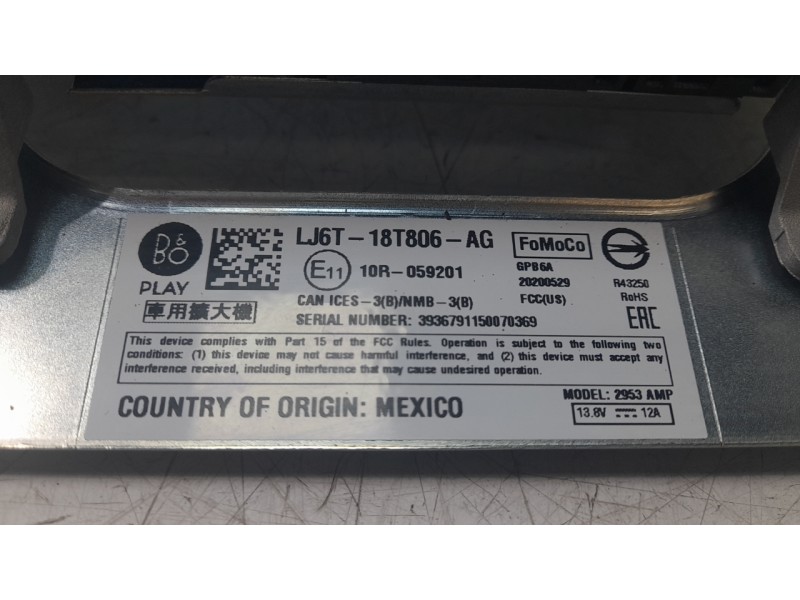 B&O
PLAY
車用擴大機
LJ6T-18T806-AG
E11 10R-059201
CAN ICES-3(B)/NMB-3(B)
SERIAL NUMBER: 3936791150070369
FoMoCo
GPB6A
20200529
FCC(US)
R43250
RoHS
EAC
This device complies with Part 15 of the FCC Rules. Operation is subject to the following two
conditions: (1) this device may not cause harmful interference, and (2) this device must accept any
interference received, including interference that may cause undesired operation.
COUNTRY OF ORIGIN: MEXICO
MODEL: 2953 AMP
13.8V 12A